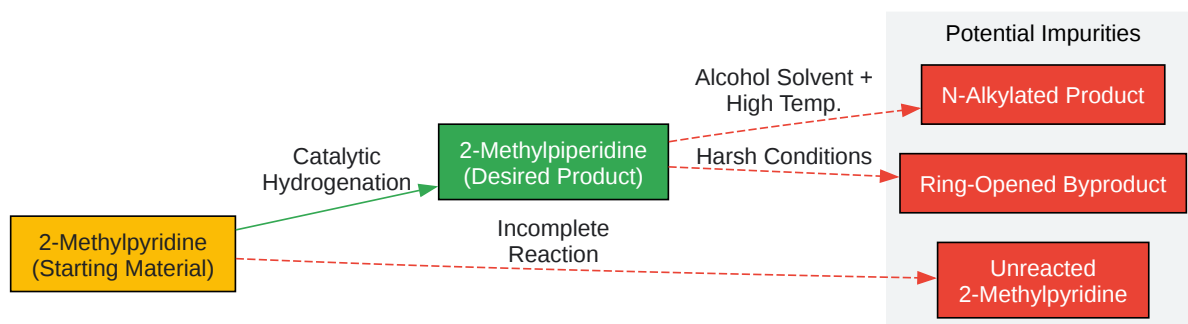 Potential Impurities
Alcohol Solvent +
High Temp.
N-Alkylated Product
Catalytic
Hydrogenation
2-Methylpiperidine
(Desired Product)
Harsh Conditions
Ring-Opened Byproduct
2-Methylpyridine
(Starting Material)
Incomplete
Reaction
Unreacted
2-Methylpyridine